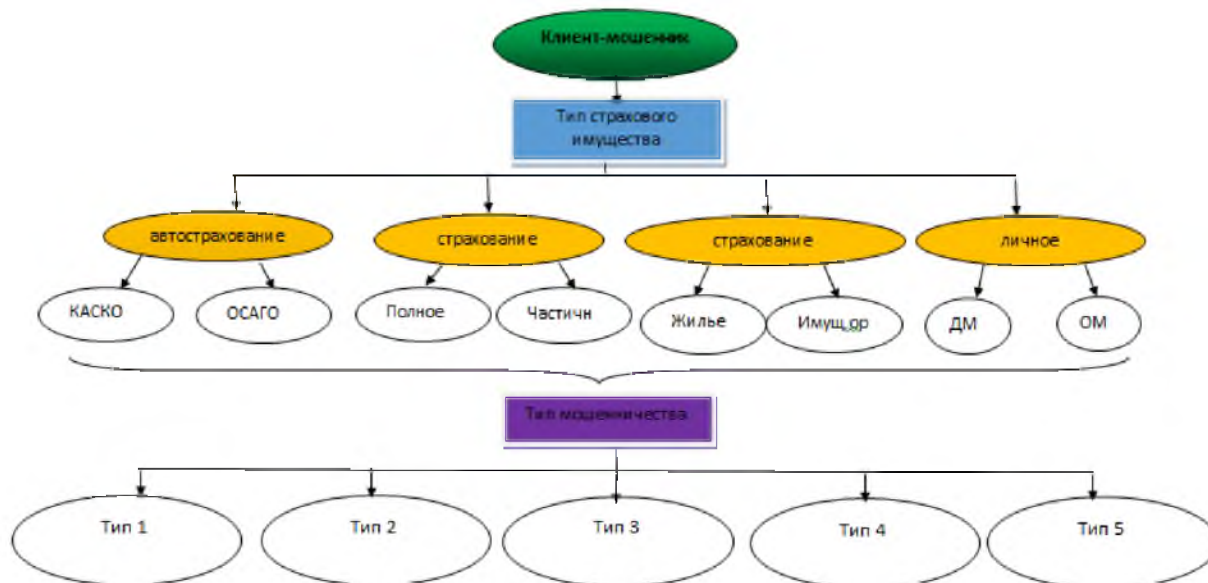 Клиент-мошенник
Тип страхового
имущества
автострахование
страхование
страхование
личное
КАСКО
ОСАГО
Полное
Частичн
Жилье
Имущ ор
ДМ
ОМ
Тип мошенничества
Тип 1
Тип 2
Тип 3
Тип 4
Тип 5